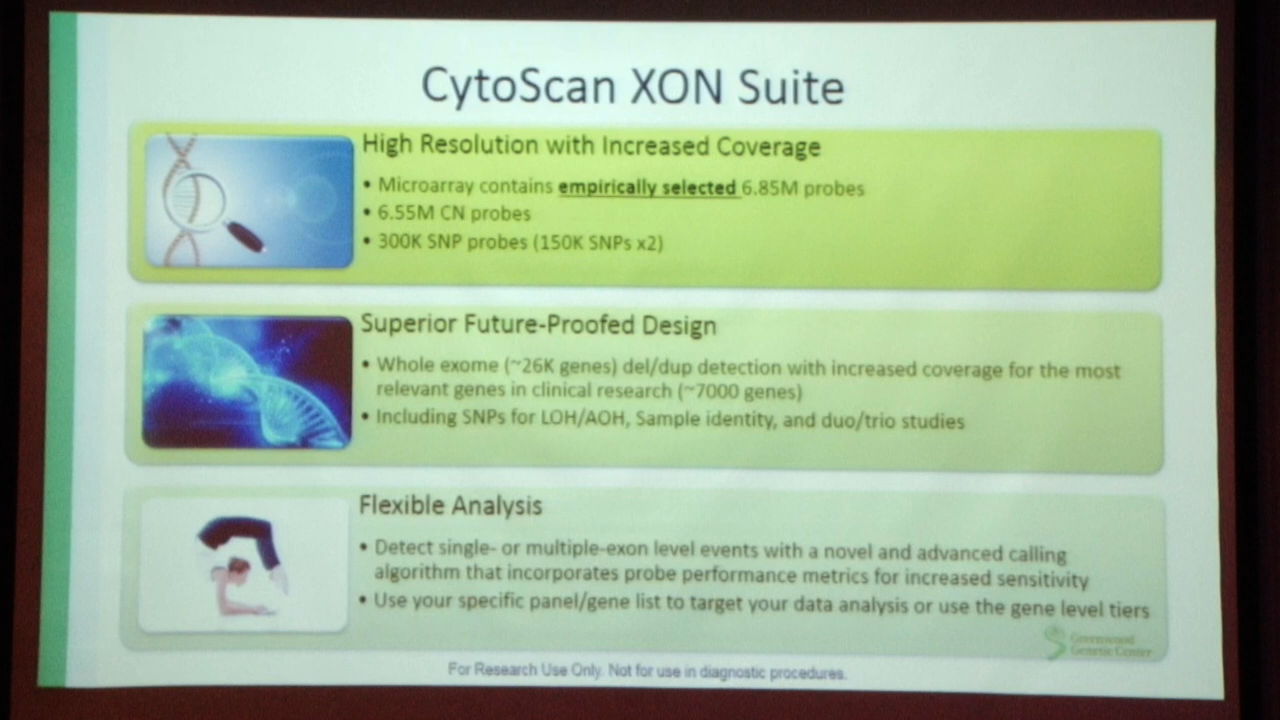 CytoScan XON Suite
High Resolution with Increased Coverage
• Microarray contains empirically selected 6.85M probes
• 6.55M CN probes
• 300K SNP probes (150K SNPs x2)
Superior Future-Proofed Design
• Whole exome (~26K genes) del/dup detection with increased coverage for the most
relevant genes in clinical research (~7000 genes)
• Including SNPs for LOH/AOH, Sample identity, and duo/trio studies
Flexible Analysis
• Detect single- or multiple-exon level events with a novel and advanced calling
algorithm that incorporates probe performance metrics for increased sensitivity
• Use your specific panel/gene list to target your data analysis or use the gene level tiers
Greenwood
Genetic Center
For Research Use Only. Not for use in diagnostic procedures.